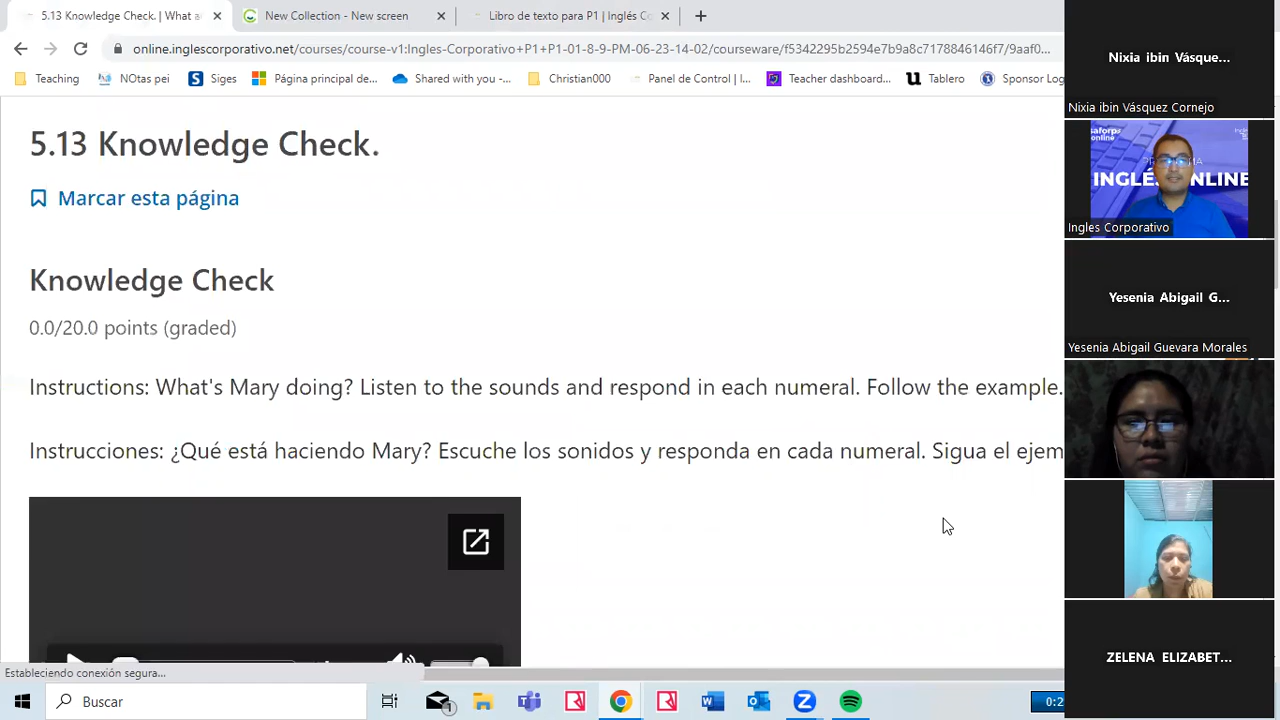 5.13 Knowledge Check. | What a
New Collection - New screen
Libro de texto para P1 | Inglés Co
online.inglescorporativo.net/courses/course-v1:Ingles-Corporativo+P1+P1-01-8-9-PM-06-23-14-02/courseware/f5342295b2594e7b9a8c7178846146f7/9aaf0...
Teaching
NOtas pei
Siges
Página principal de...
Shared with you -...
Christian000
Panel de Control | I...
Teacher dashboard...
Tablero
Sponsor Log
5.13 Knowledge Check.
Marcar esta página
Knowledge Check
0.0/20.0 points (graded)
Instructions: What's Mary doing? Listen to the sounds and respond in each numeral. Follow the example.
Instrucciones: ¿Qué está haciendo Mary? Escuche los sonidos y responda en cada numeral. Sigua el ejem
Estableciendo conexión segura...
Buscar
1
0:2
Nixia ibin Vásque...
Nixia ibin Vásquez Cornejo
INGLÉS ONLINE
Ingles Corporativo
Yesenia Abigail G...
Yesenia Abigail Guevara Morales
ZELENA ELIZABET...